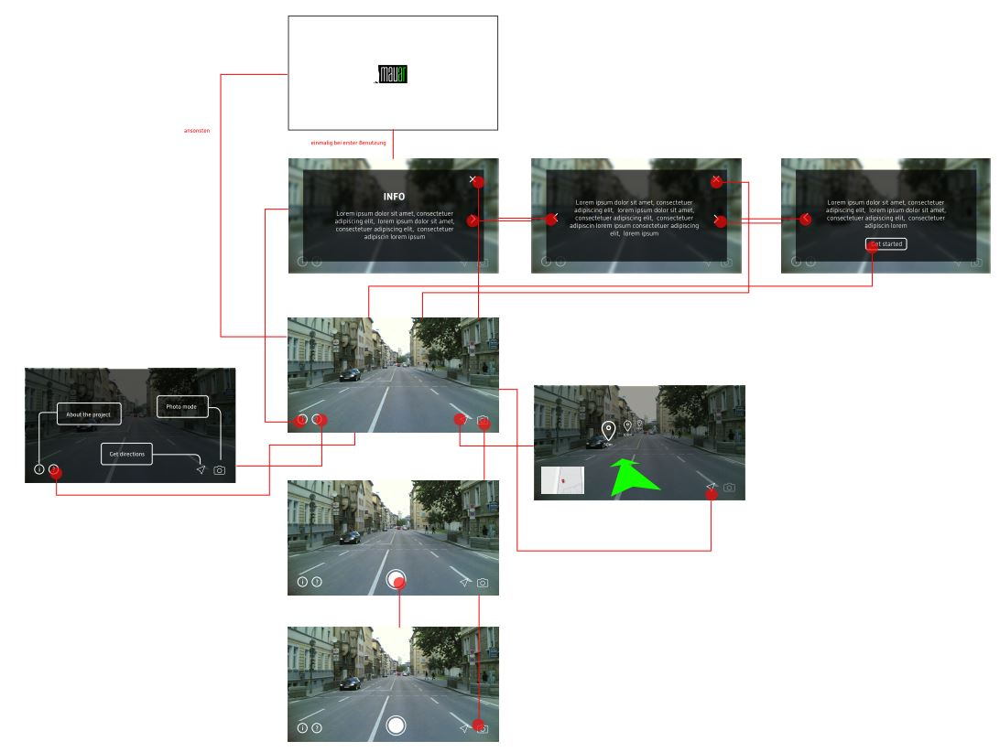 mauar
ansonsten
einmalig bei erster Benutzung
INFO
Lorem ipsum dolor sit amet, consectetuer
adipiscing elit, lorem ipsum dolor sit amet,
consectetuer adipiscing elit, consectetuer
adipiscin lorem ipsum
Lorem ipsum dolor sit amet, consectetuer
adipiscing elit, lorem ipsum dolor sit amet,
consectetuer adipiscing elit, consectetuer
adipiscin lorem ipsum consectetuer adipiscing
elit, lorem ipsum
Lorem ipsum dolor sit amet, consectetuer
adipiscing elit, lorem ipsum dolor sit amet,
consectetuer adipiscing elit, consectetuer
adipiscin lorem ipsum
Get started
About the project
Photo mode
Get directions
50m